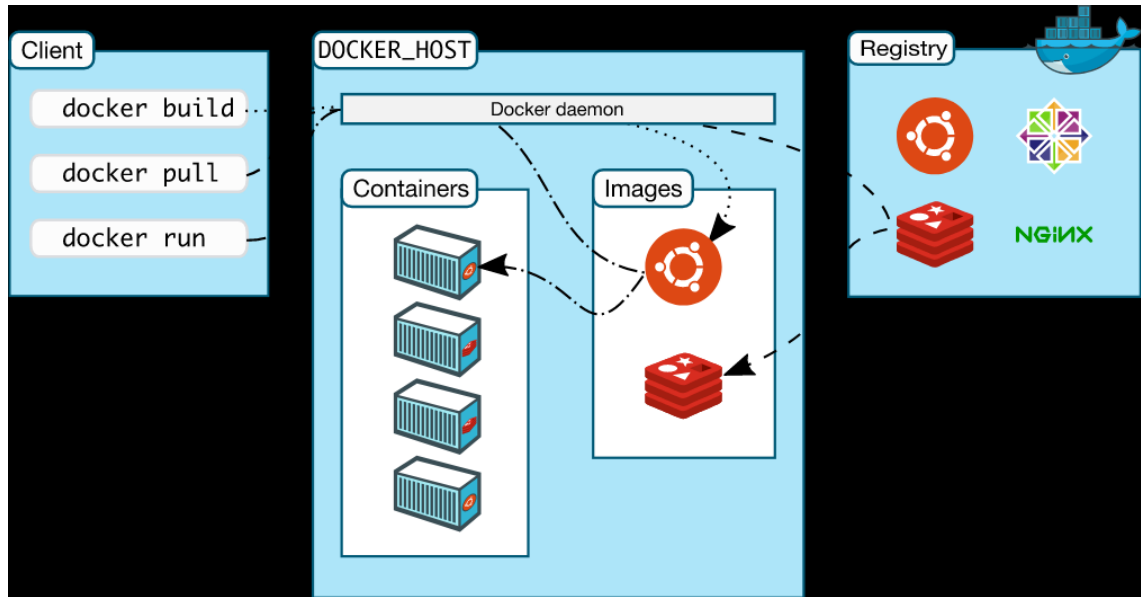 Client
docker build
docker pull
docker run
DOCKER_HOST
Docker daemon
Containers
Images
Registry
NGINX